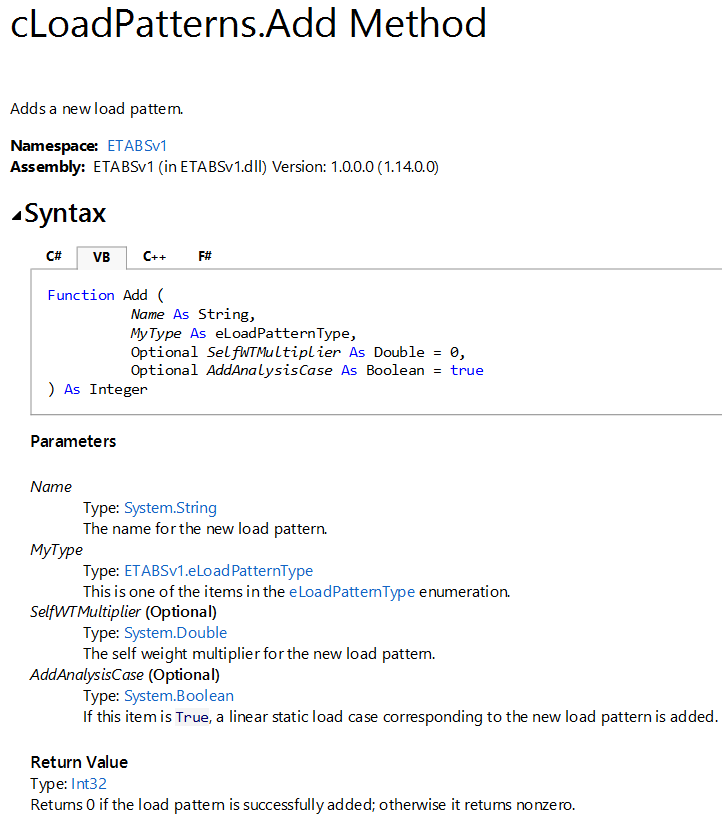 cLoadPatterns.Add Method
Adds a new load pattern.
Namespace: ETABSv1
Assembly: ETABSv1 (in ETABSv1.dll) Version: 1.0.0.0 (1.14.0.0)
Syntax
C# VB C++ F#
Function Add (
Name As String,
MyType As eLoadPatternType,
Optional SelfWTMultiplier As Double = 0,
Optional AddAnalysisCase As Boolean = true
) As Integer
Parameters
Name
Type: System.String
The name for the new load pattern.
MyType
Type: ETABSv1.eLoadPatternType
This is one of the items in the eLoadPatternType enumeration.
SelfWTMultiplier (Optional)
Type: System.Double
The self weight multiplier for the new load pattern.
AddAnalysisCase (Optional)
Type: System.Boolean
If this item is True, a linear static load case corresponding to the new load pattern is added.
Return Value
Type: Int32
Returns 0 if the load pattern is successfully added; otherwise it returns nonzero.